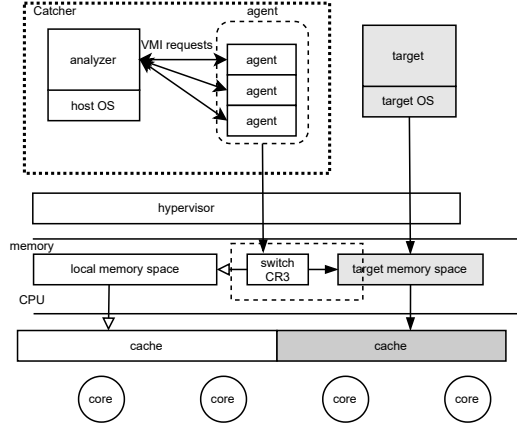 Catcher
agent
VMI requests
analyzer
host OS
agent
agent
agent
target
target OS
hypervisor
memory
local memory space
switch
CR3
target memory space
CPU
cache
cache
core
core
core
core